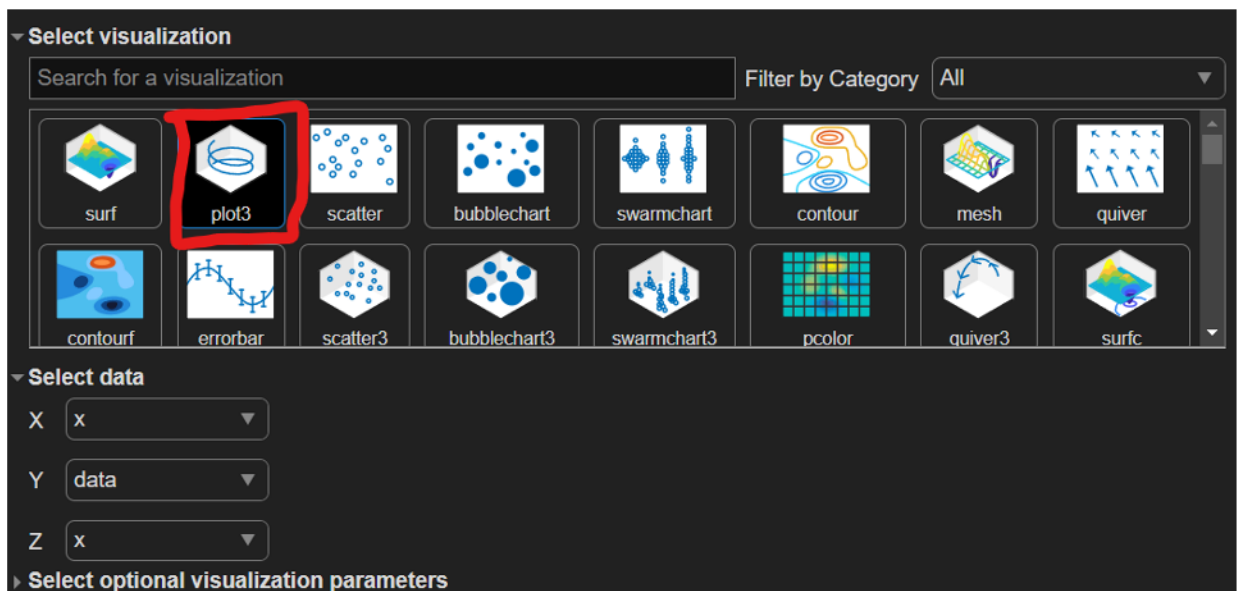 Select visualization
Search for a visualization Filter by Category All
surf plot3 scatter bubblechart swarmchart contour mesh quiver
contourf errorbar scatter3 bubblechart3 swarmchart3 pcolor quiver3 surfc
Select data
X x
Y data
Z x
Select optional visualization parameters